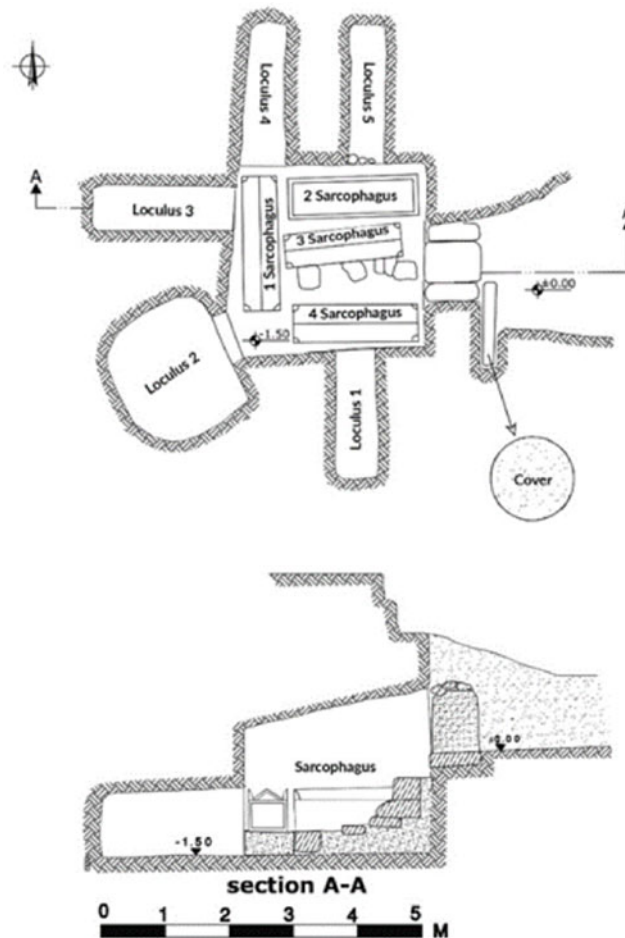 Loculus 4
Loculus 5
A
A
Loculus 3
2 Sarcophagus
1 Sarcophagus
3 Sarcophagus
±0.00
4 Sarcophagus
-1.50
Loculus 2
Loculus 1
Cover
±0.00
Sarcophagus
-1.50
section A-A
0 1 2 3 4 5 M